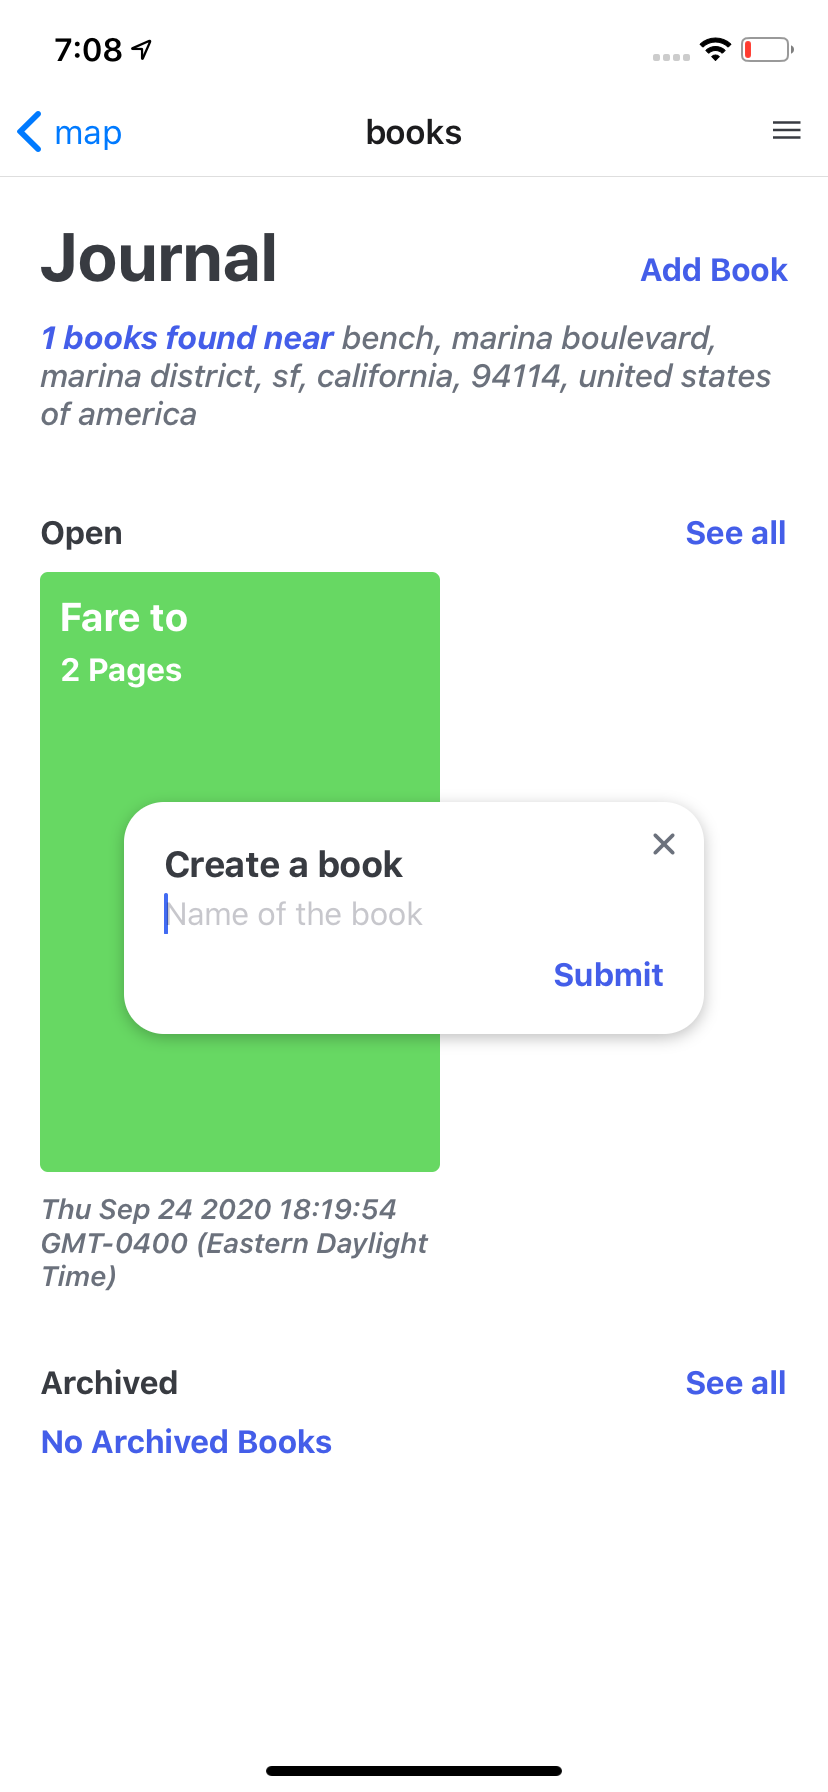 7:08
map
books
Journal
Add Book
1 books found near bench, marina boulevard,
marina district, sf, california, 94114, united states
of america
Open
See all
Fare to
2 Pages
Create a book
Name of the book
Submit
Thu Sep 24 2020 18:19:54
GMT-0400 (Eastern Daylight
Time)
Archived
See all
No Archived Books